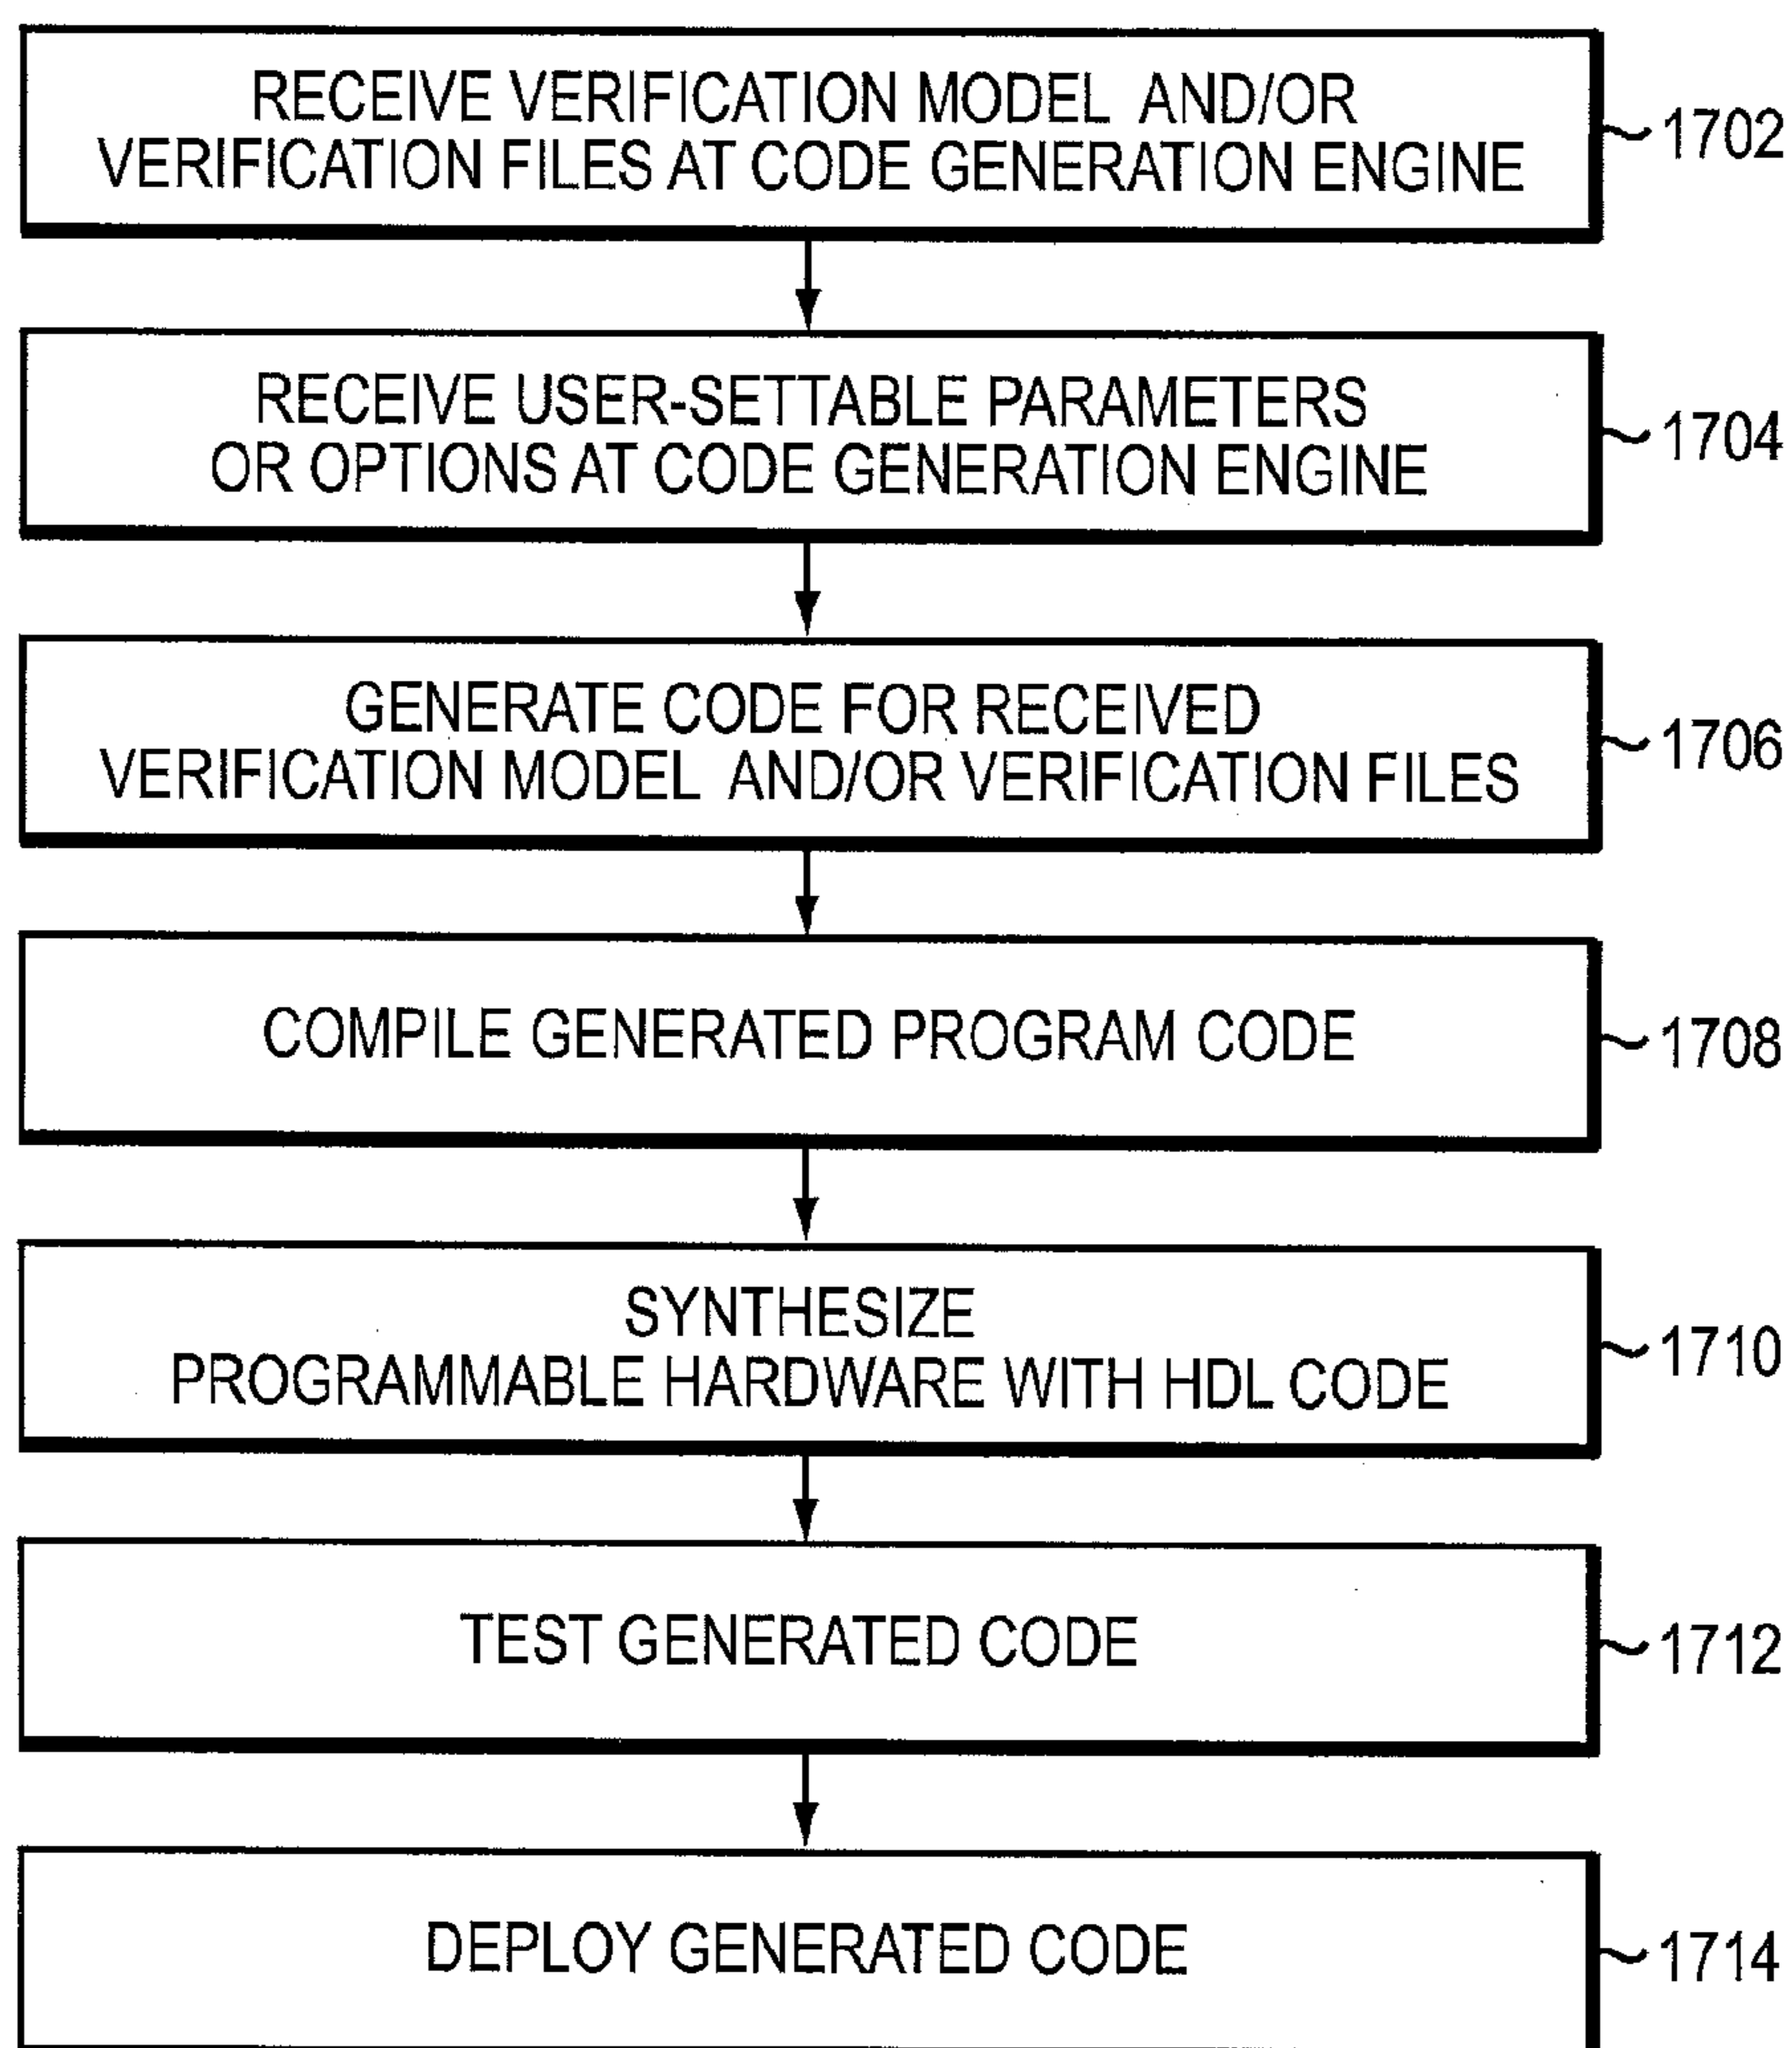 RECEIVE VERIFICATION MODEL AND/OR
VERIFICATION FILES AT CODE GENERATION ENGINE
1702
RECEIVE USER-SETTABLE PARAMETERS
OR OPTIONS AT CODE GENERATION ENGINE
1704
GENERATE CODE FOR RECEIVED
VERIFICATION MODEL AND/OR VERIFICATION FILES
1706
COMPILE GENERATED PROGRAM CODE
1708
SYNTHESIZE
PROGRAMMABLE HARDWARE WITH HDL CODE
1710
TEST GENERATED CODE
1712
DEPLOY GENERATED CODE
1714